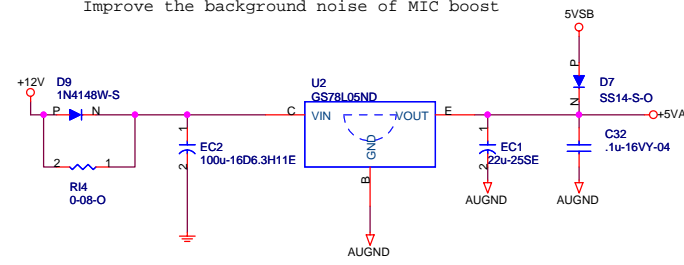 Improve the background noise of MIC boost
5VSB
+12V
D9
1N4148W-S
P
N
U2
GS78L05ND
C
VIN
VOUT
GND
E
B
P
N
D7
SS14-S-O
+5VA
1
2
EC2
100u-16D6.3H11E
1
2
EC1
22u-25SE
C32
.1u-16VY-04
2
1
RI4
0-08-O
AUGND
AUGND
AUGND